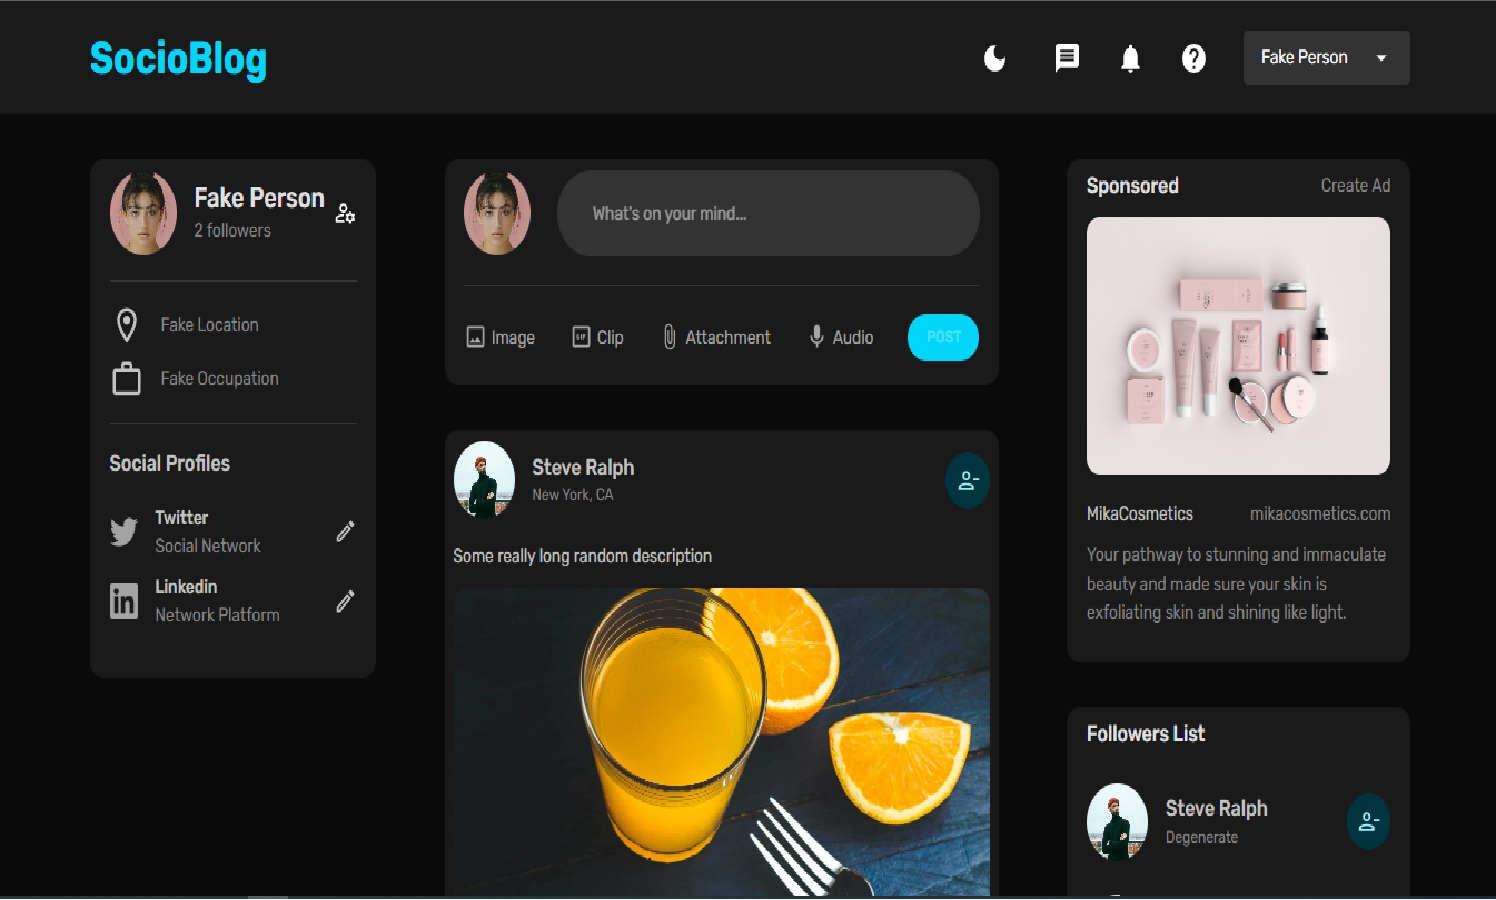 SocioBlog
Fake Person
Fake Person
2 followers
Fake Location
Fake Occupation
Social Profiles
Twitter
Social Network
Linkedin
Network Platform
What's on your mind...
Image
GIF
Clip
Attachment
Audio
POST
Steve Ralph
New York, CA
Some really long random description
Sponsored
Create Ad
MikaCosmetics
mikacosmetics.com
Your pathway to stunning and immaculate
beauty and made sure your skin is
exfoliating skin and shining like light.
Followers List
Steve Ralph
Degenerate